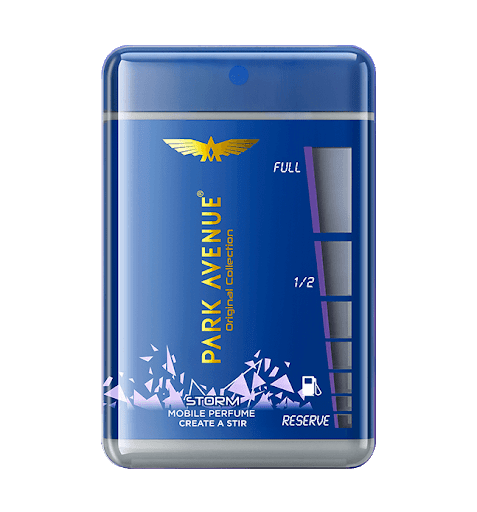 FULL
1/2
PARK AVENUE®
Original Collection
STORM
MOBILE PERFUME
CREATE A STIR
RESERVE